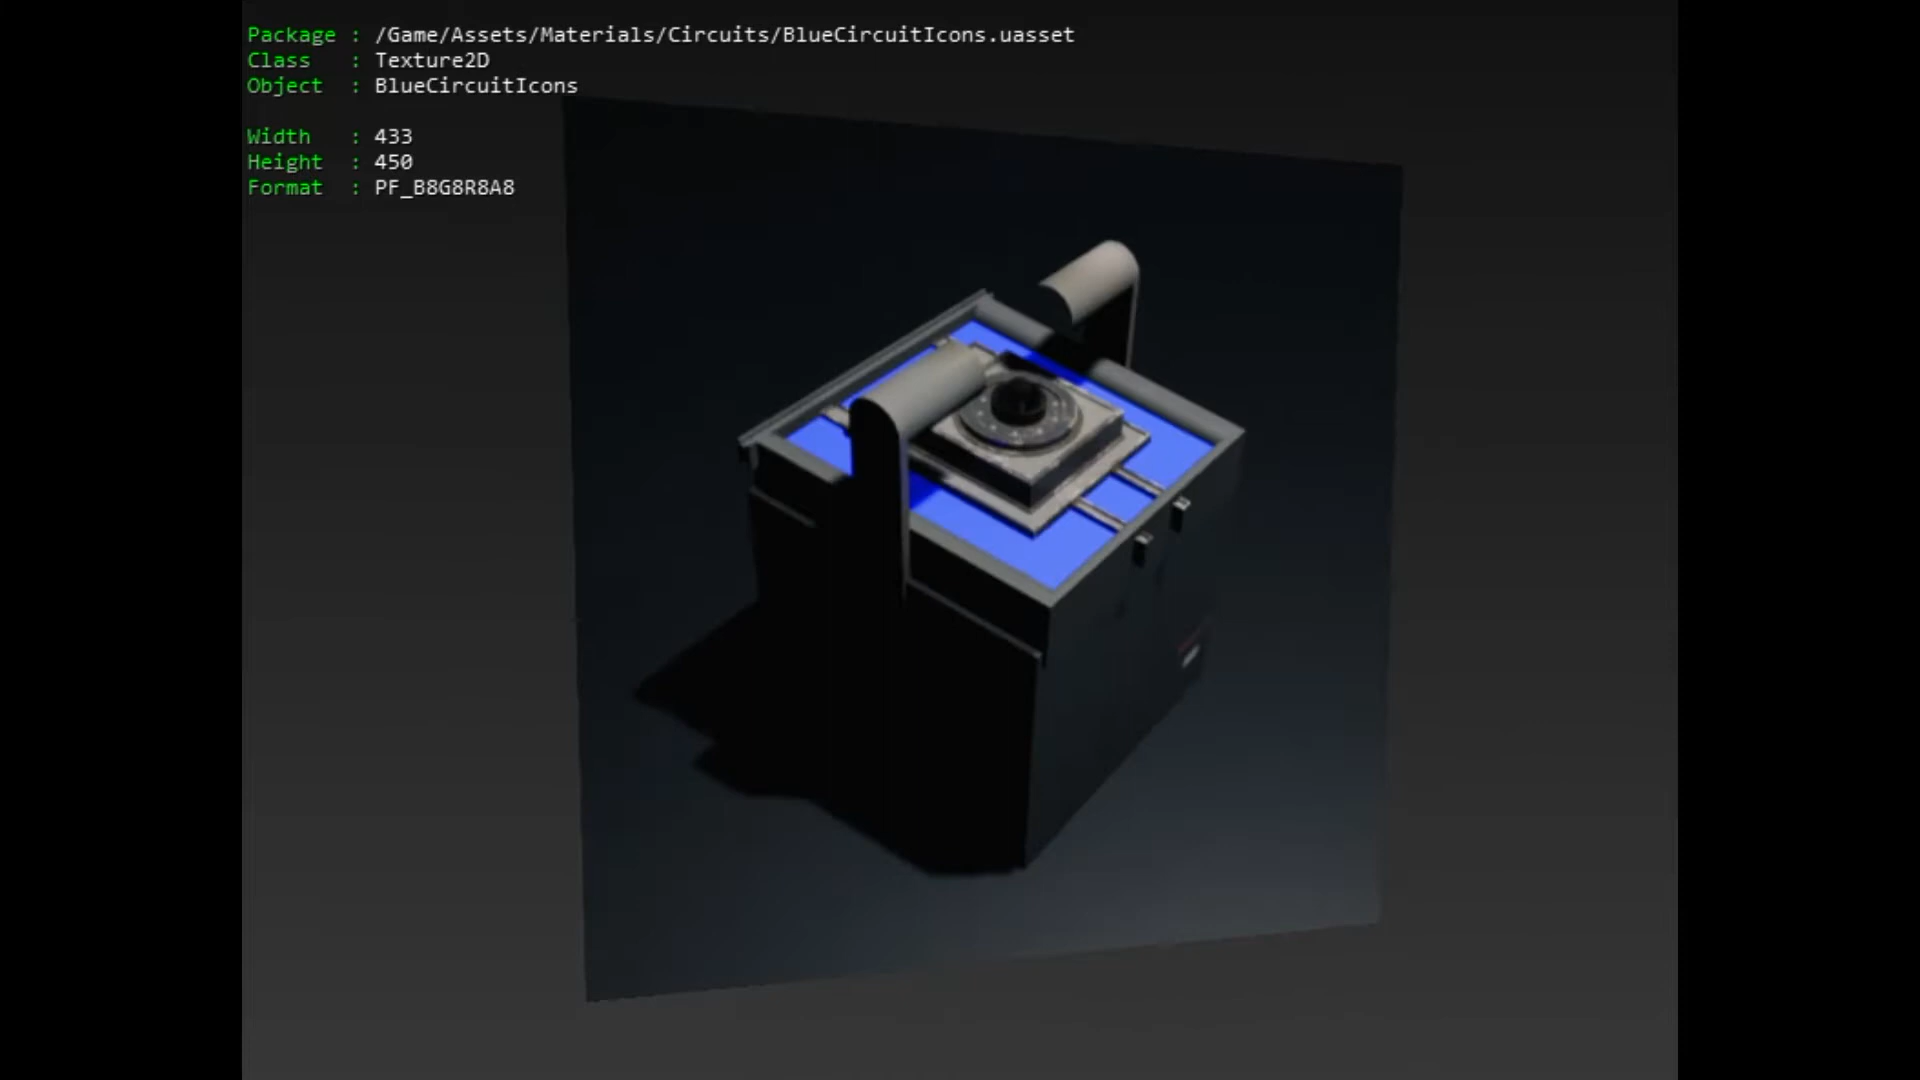 Package : /Game/Assets/Materials/Circuits/BlueCircuitIcons.uasset
Class : Texture2D
Object : BlueCircuitIcons
Width : 433
Height : 450
Format : PF_B8G8R8A8